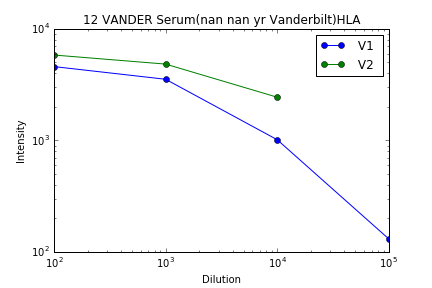 12 VANDER Serum(nan nan yr Vanderbilt)HLA
10^4
10^3
10^2
Intensity
V1
V2
10^2 10^3 10^4 10^5
Dilution